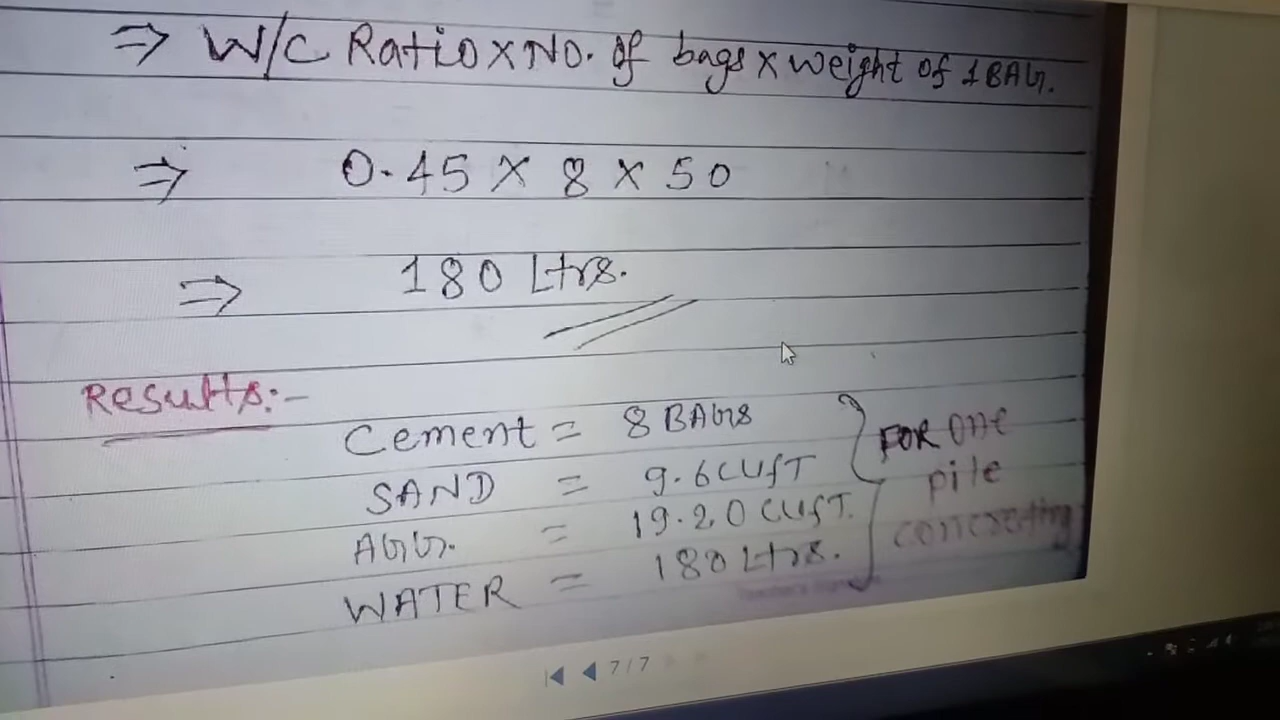 ⇒ W/C Ratio x No. of bags x weight of 1 BAG.
⇒ 0.45 x 8 x 50
⇒ 180 Ltrs.
Results:-
Cement = 8 BAGS
SAND = 9.6 CUFT
AGG. = 19.20 CUFT.
WATER = 180 Ltrs.
FOR one
pile
concreting
7/7